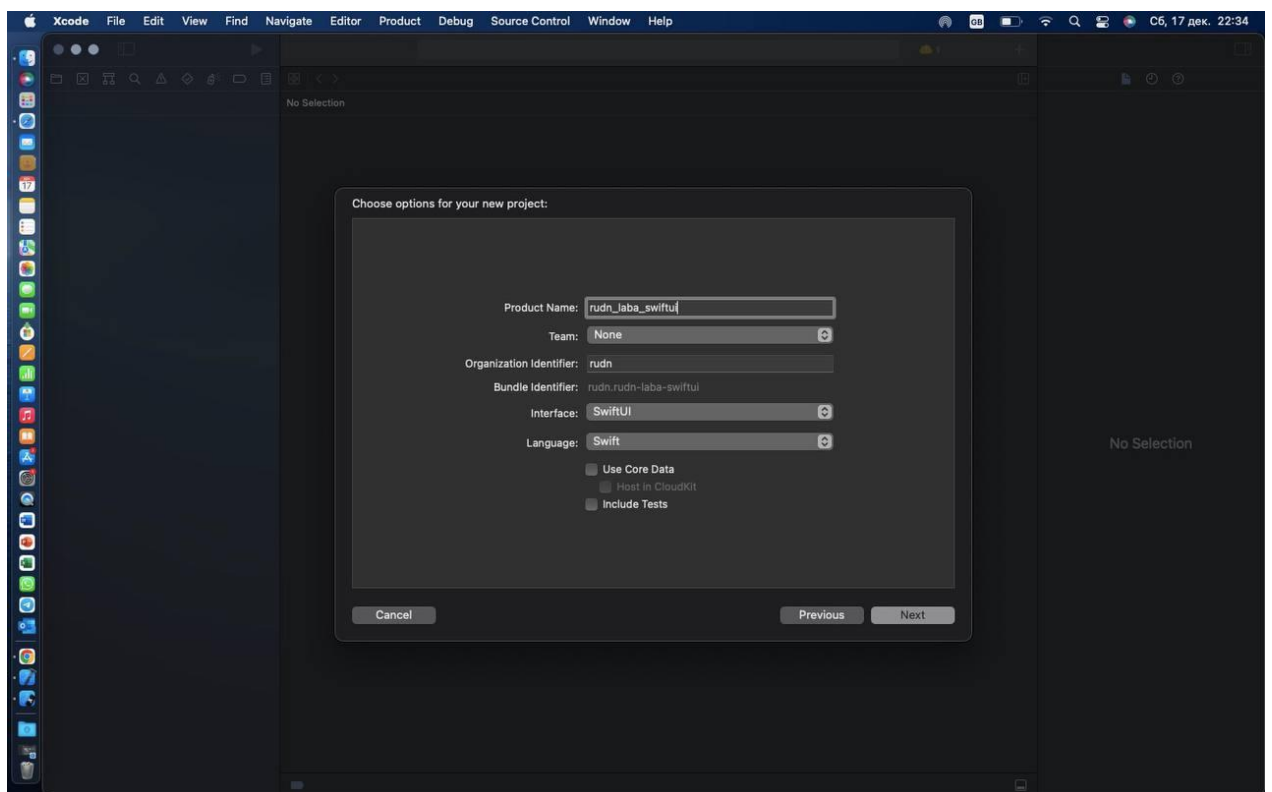 Xcode File Edit View Find Navigate Editor Product Debug Source Control Window Help GB Сб, 17 дек. 22:34
No Selection
17
Choose options for your new project:
Product Name: rudn_laba_swiftui
Team: None
Organization Identifier: rudn
Bundle Identifier: rudn.rudn-laba-swiftui
Interface: SwiftUI
Language: Swift
No Selection
Use Core Data
Host in CloudKit
Include Tests
Cancel Previous Next